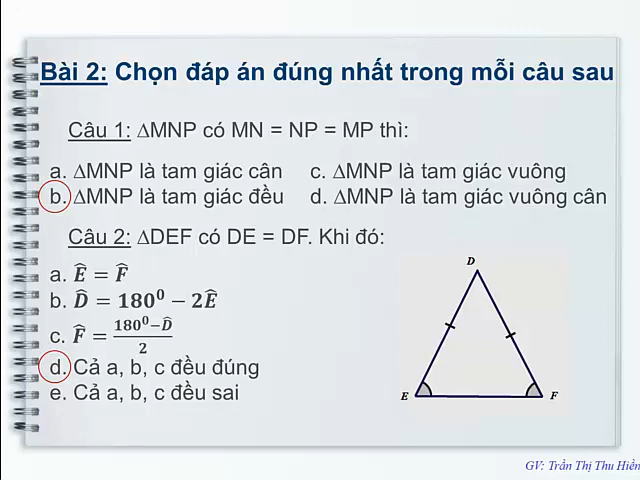 Bài 2: Chọn đáp án đúng nhất trong mỗi câu sau
Câu 1: ∆MNP có MN = NP = MP thì:
a. ∆MNP là tam giác cân c. ∆MNP là tam giác vuông
b. ∆MNP là tam giác đều d. ∆MNP là tam giác vuông cân
Câu 2: ∆DEF có DE = DF. Khi đó:
a. Ê = F̂
b. D̂ = 180⁰ − 2Ê
c. F̂ = (180⁰−D̂)/2
d. Cả a, b, c đều đúng
e. Cả a, b, c đều sai
D
E F
GV: Trần Thị Thu Hiền